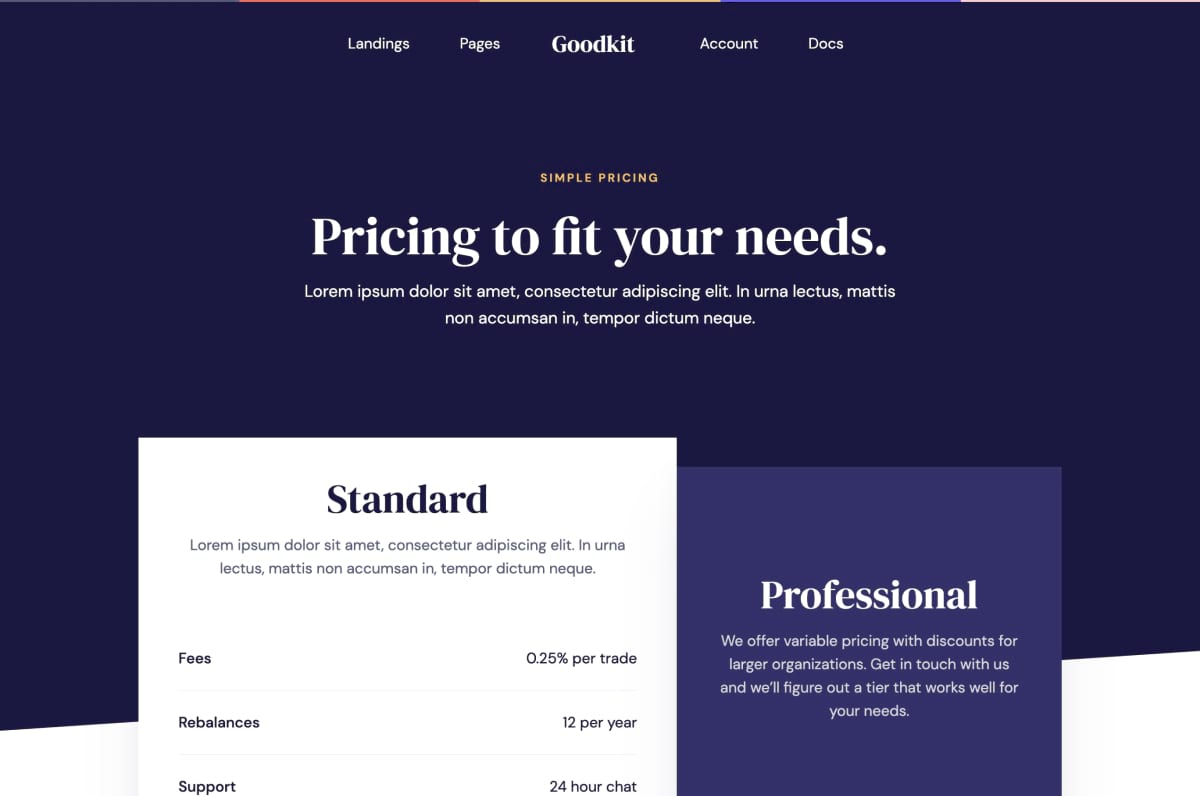 Landings Pages Goodkit Account Docs
SIMPLE PRICING
Pricing to fit your needs.
Lorem ipsum dolor sit amet, consectetur adipiscing elit. In urna lectus, mattis
non accumsan in, tempor dictum neque.
Standard
Lorem ipsum dolor sit amet, consectetur adipiscing elit. In urna
lectus, mattis non accumsan in, tempor dictum neque.
Fees 0.25% per trade
Rebalances 12 per year
Support 24 hour chat
Professional
We offer variable pricing with discounts for
larger organizations. Get in touch with us
and we’ll figure out a tier that works well for
your needs.